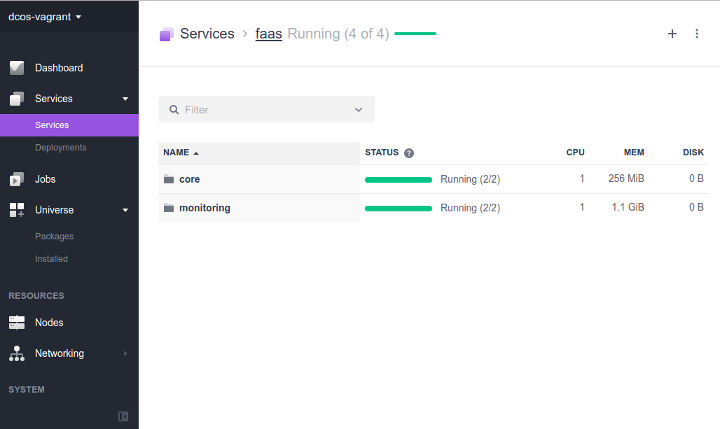 dcos-vagrant
Services > faas Running (4 of 4)
Dashboard
Services
Services
Deployments
Jobs
Universe
Packages
Installed
RESOURCES
Nodes
Networking
SYSTEM
Filter
NAME STATUS ? CPU MEM DISK
core Running (2/2) 1 256 MiB 0 B
monitoring Running (2/2) 1 1.1 GiB 0 B